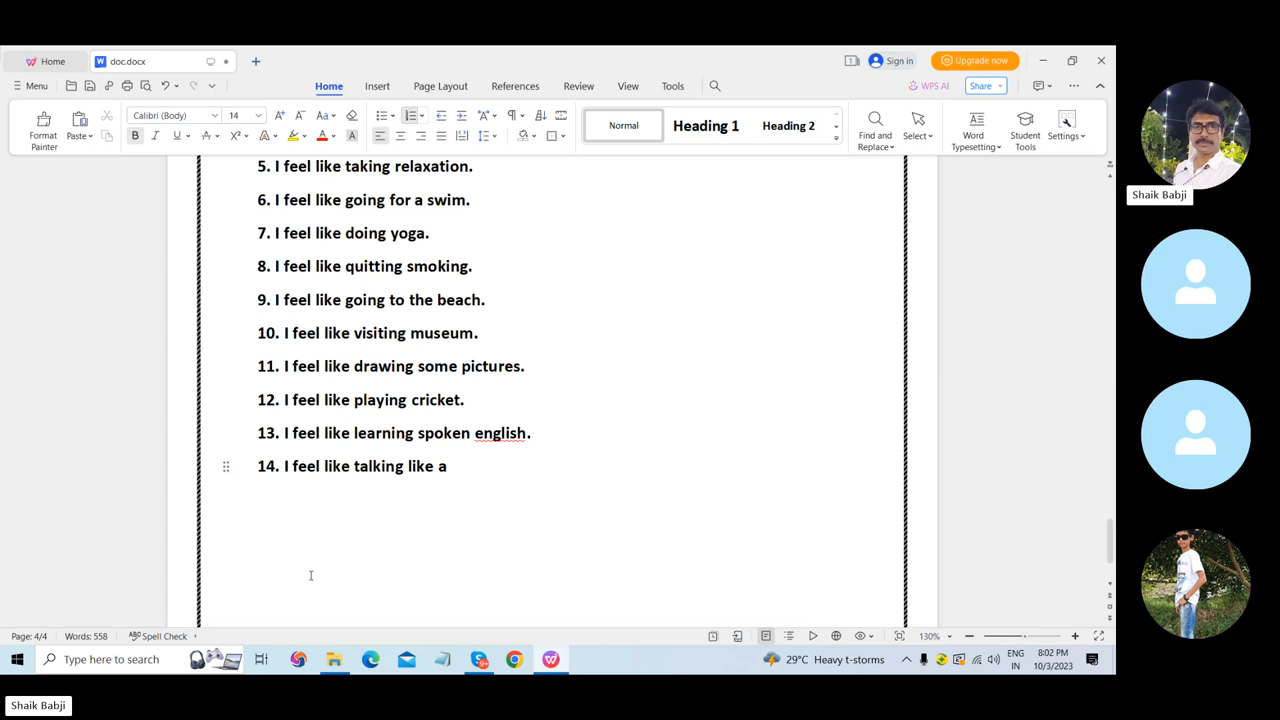 Home
doc.docx
Sign in
Upgrade now
Menu
Home
Insert
Page Layout
References
Review
View
Tools
WPS AI
Share
Format
Painter
Paste
Calibri (Body)
14
Normal
Heading 1
Heading 2
Find and
Replace
Select
Word
Typesetting
Student
Tools
Settings
5. I feel like taking relaxation.
6. I feel like going for a swim.
7. I feel like doing yoga.
8. I feel like quitting smoking.
9. I feel like going to the beach.
10. I feel like visiting museum.
11. I feel like drawing some pictures.
12. I feel like playing cricket.
13. I feel like learning spoken english.
14. I feel like talking like a
Page: 4/4
Words: 558
Spell Check
130%
Type here to search
29°C Heavy t-storms
ENG
IN
8:02 PM
10/3/2023
Shaik Babji
Shaik Babji